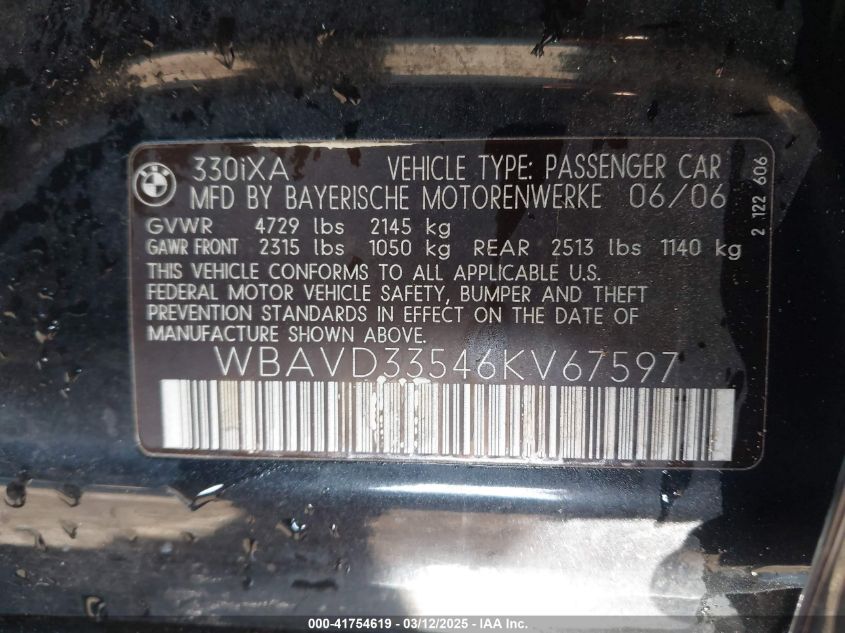 330iXA VEHICLE TYPE: PASSENGER CAR
MFD BY BAYERISCHE MOTORENWERKE 06/06
GVWR 4729 lbs 2145 kg
GAWR FRONT 2315 lbs 1050 kg REAR 2513 lbs 1140 kg
THIS VEHICLE CONFORMS TO ALL APPLICABLE U.S.
FEDERAL MOTOR VEHICLE SAFETY, BUMPER AND THEFT
PREVENTION STANDARDS IN EFFECT ON THE DATE OF
MANUFACTURE SHOWN ABOVE.
WBAVD33546KV67597
2 122 606
000-41754619 - 03/12/2025 - IAA Inc.